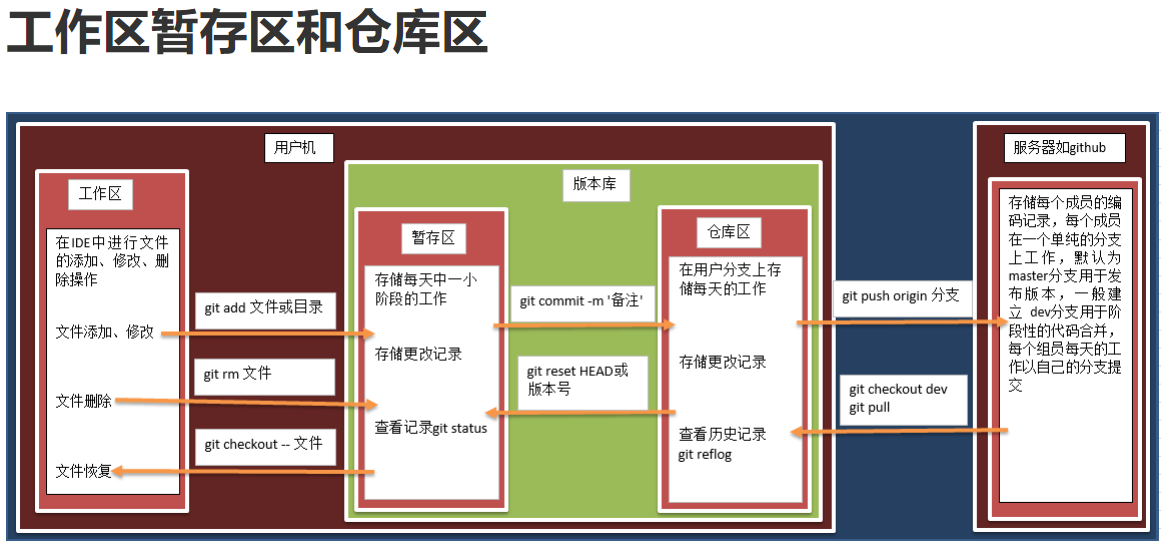 工作区暂存区和仓库区
用户机
服务器如github
工作区
在IDE中进行文件
的添加、修改、删
除操作
文件添加、修改
文件删除
文件恢复
git add 文件或目录
git rm 文件
git checkout -- 文件
版本库
暂存区
存储每天中一小
阶段的工作
存储更改记录
查看记录git status
git commit -m '备注'
git reset HEAD或
版本号
仓库区
在用户分支上存
储每天的工作
存储更改记录
查看历史记录
git reflog
git push origin 分支
git checkout dev
git pull
存储每个成员的编
码记录，每个成员
在一个单纯的分支
上工作，默认为
master分支用于发
布版本，一般建
立 dev分支用于阶
段性的代码合并，
每个组员每天的工
作以自己的分支提
交